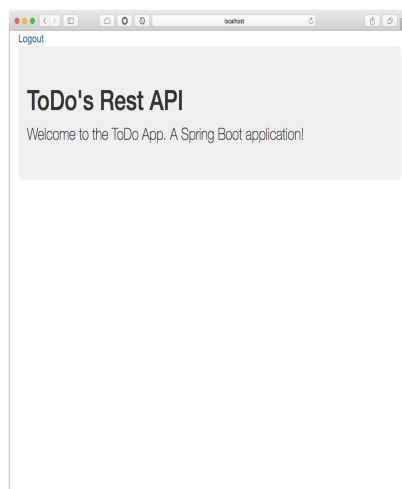 localhost
Logout
ToDo's Rest API
Welcome to the ToDo App. A Spring Boot application!